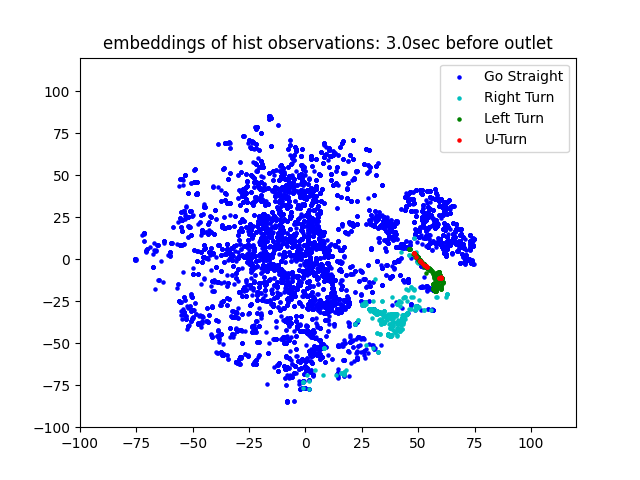 embeddings of hist observations: 3.0sec before outlet
Go Straight
Right Turn
Left Turn
U-Turn
100
75
50
25
0
−25
−50
−75
−100
−100 −75 −50 −25 0 25 50 75 100